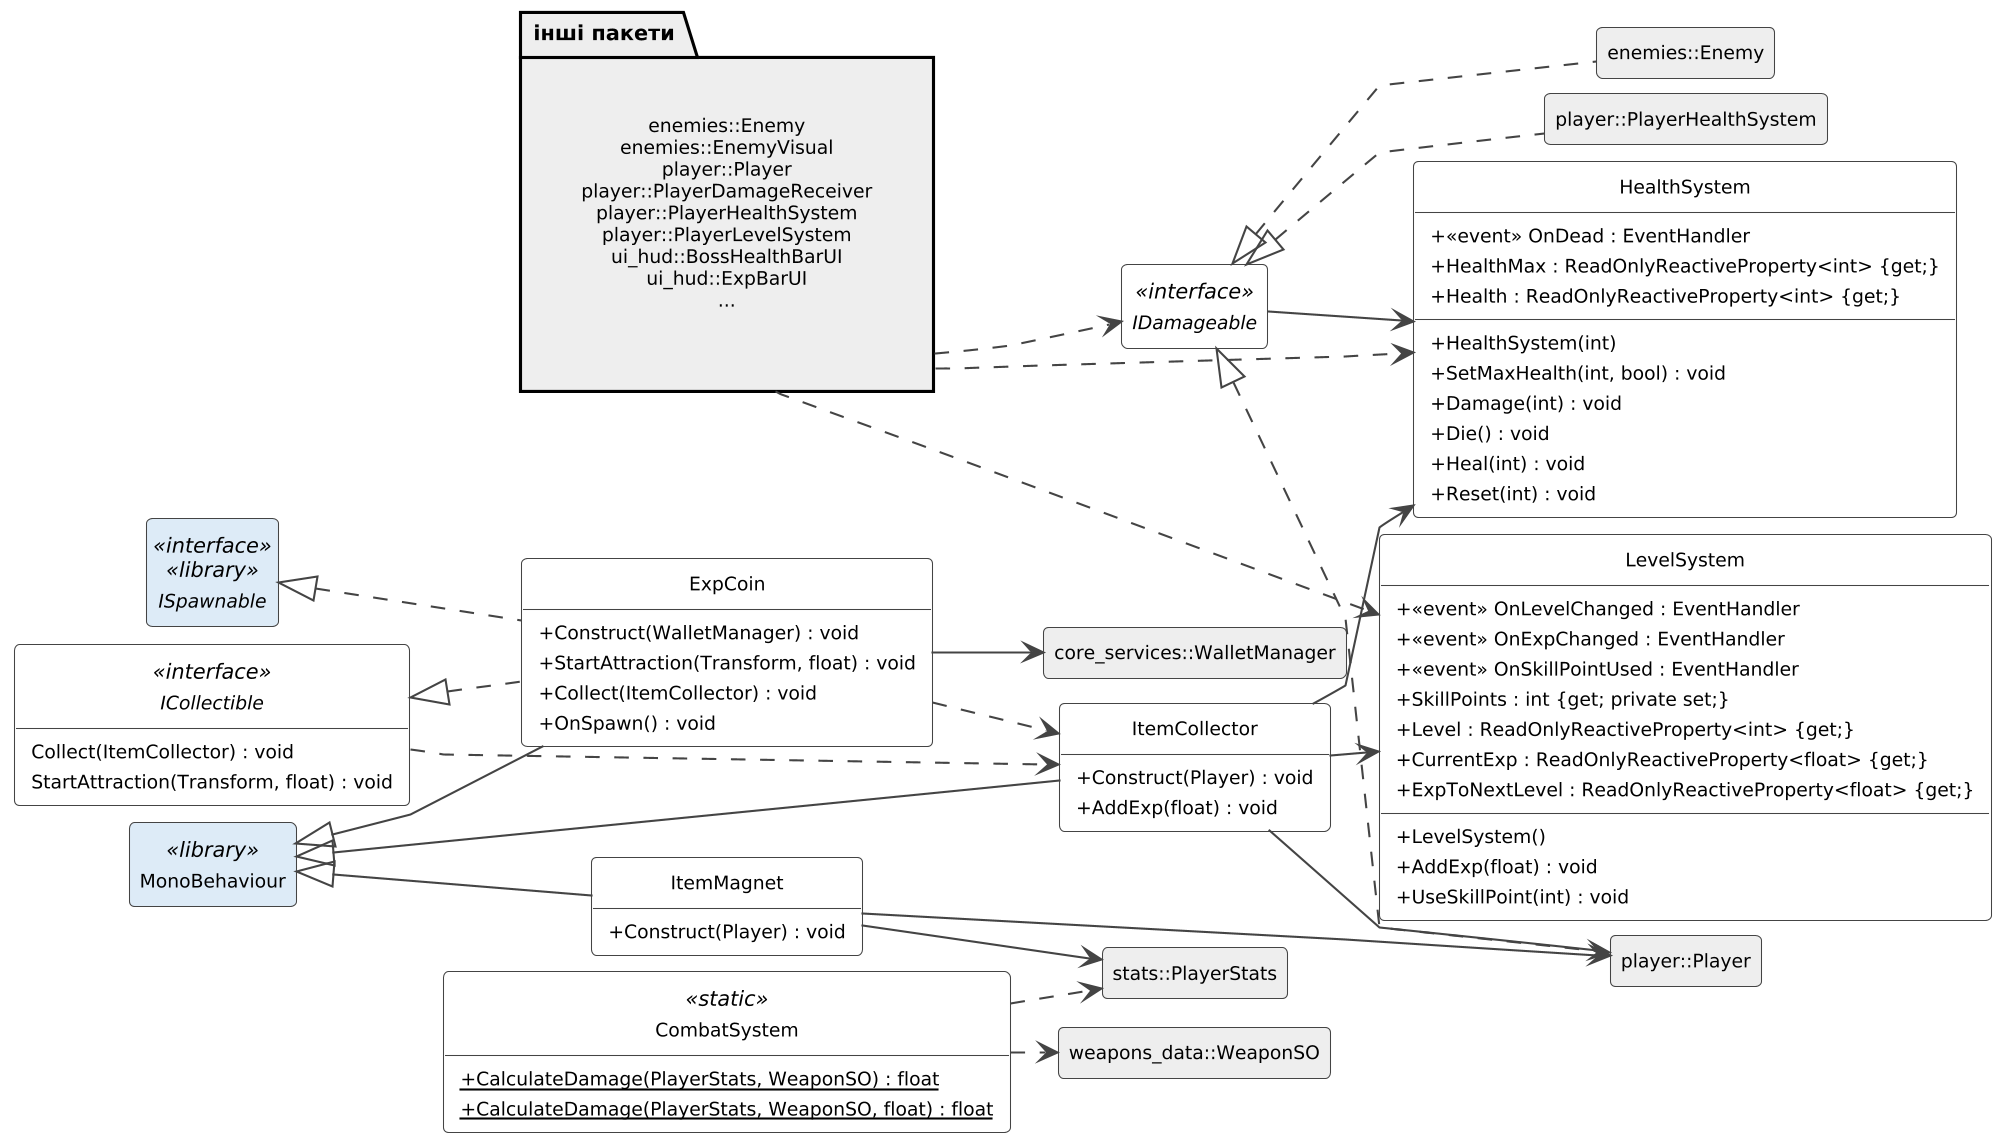 інші пакети
enemies::Enemy
enemies::EnemyVisual
player::Player
player::PlayerDamageReceiver
player::PlayerHealthSystem
player::PlayerLevelSystem
ui_hud::BossHealthBarUI
ui_hud::ExpBarUI
...
enemies::Enemy
player::PlayerHealthSystem
«interface»
IDamageable
HealthSystem
+«event» OnDead : EventHandler
+HealthMax : ReadOnlyReactiveProperty<int> {get;}
+Health : ReadOnlyReactiveProperty<int> {get;}
+HealthSystem(int)
+SetMaxHealth(int, bool) : void
+Damage(int) : void
+Die() : void
+Heal(int) : void
+Reset(int) : void
«interface»
«library»
ISpawnable
«interface»
ICollectible
Collect(ItemCollector) : void
StartAttraction(Transform, float) : void
«library»
MonoBehaviour
ExpCoin
+Construct(WalletManager) : void
+StartAttraction(Transform, float) : void
+Collect(ItemCollector) : void
+OnSpawn() : void
core_services::WalletManager
ItemCollector
+Construct(Player) : void
+AddExp(float) : void
LevelSystem
+«event» OnLevelChanged : EventHandler
+«event» OnExpChanged : EventHandler
+«event» OnSkillPointUsed : EventHandler
+SkillPoints : int {get; private set;}
+Level : ReadOnlyReactiveProperty<int> {get;}
+CurrentExp : ReadOnlyReactiveProperty<float> {get;}
+ExpToNextLevel : ReadOnlyReactiveProperty<float> {get;}
+LevelSystem()
+AddExp(float) : void
+UseSkillPoint(int) : void
ItemMagnet
+Construct(Player) : void
player::Player
stats::PlayerStats
«static»
CombatSystem
+CalculateDamage(PlayerStats, WeaponSO) : float
+CalculateDamage(PlayerStats, WeaponSO, float) : float
weapons_data::WeaponSO